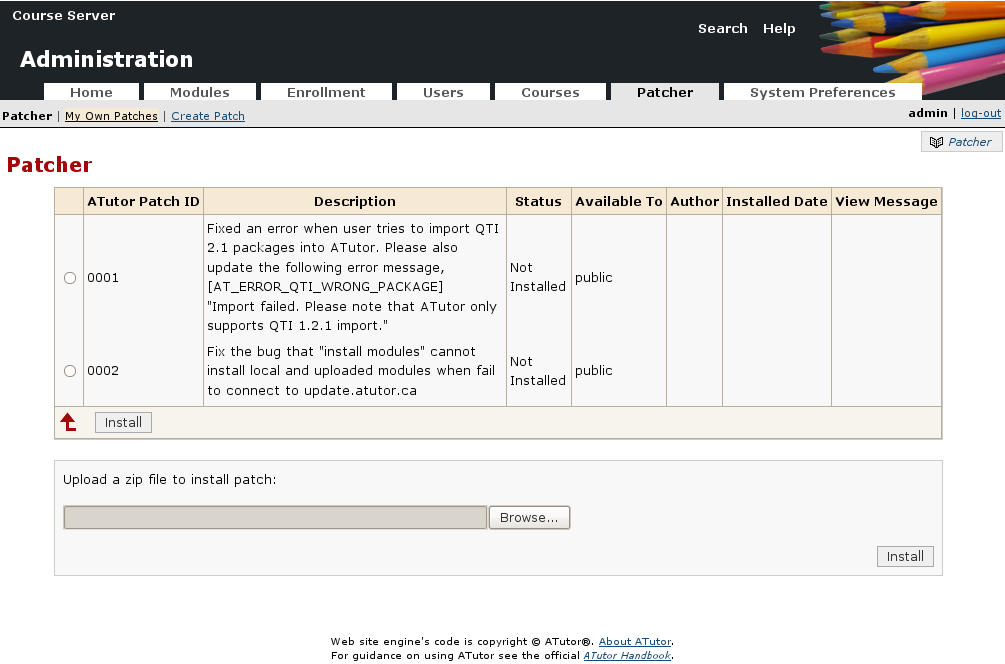 Course Server
Search Help
Administration
Home Modules Enrollment Users Courses Patcher System Preferences
Patcher | My Own Patches | Create Patch
admin | log-out
Patcher
Patcher
ATutor Patch ID Description Status Available To Author Installed Date View Message
0001
Fixed an error when user tries to import QTI
2.1 packages into ATutor. Please also
update the following error message,
[AT_ERROR_QTI_WRONG_PACKAGE]
"Import failed. Please note that ATutor only
supports QTI 1.2.1 import."
Not
Installed
public
0002
Fix the bug that "install modules" cannot
install local and uploaded modules when fail
to connect to update.atutor.ca
Not
Installed
public
Install
Upload a zip file to install patch:
Browse...
Install
Web site engine's code is copyright © ATutor®. About ATutor.
For guidance on using ATutor see the official ATutor Handbook.